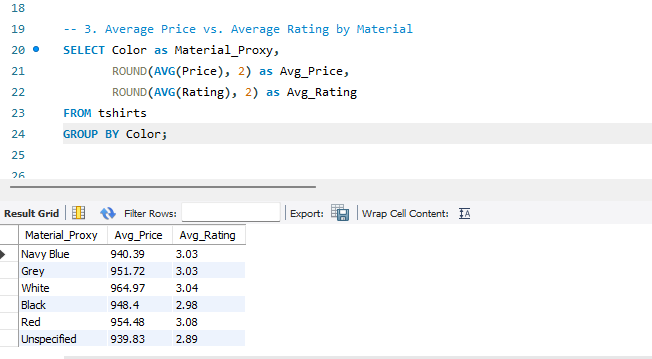 18
19 -- 3. Average Price vs. Average Rating by Material
20 SELECT Color as Material_Proxy,
21 ROUND(AVG(Price), 2) as Avg_Price,
22 ROUND(AVG(Rating), 2) as Avg_Rating
23 FROM tshirts
24 GROUP BY Color;
25
26
Result Grid Filter Rows: Export: Wrap Cell Content: IA
Material_Proxy Avg_Price Avg_Rating
Navy Blue 940.39 3.03
Grey 951.72 3.03
White 964.97 3.04
Black 948.4 2.98
Red 954.48 3.08
Unspecified 939.83 2.89